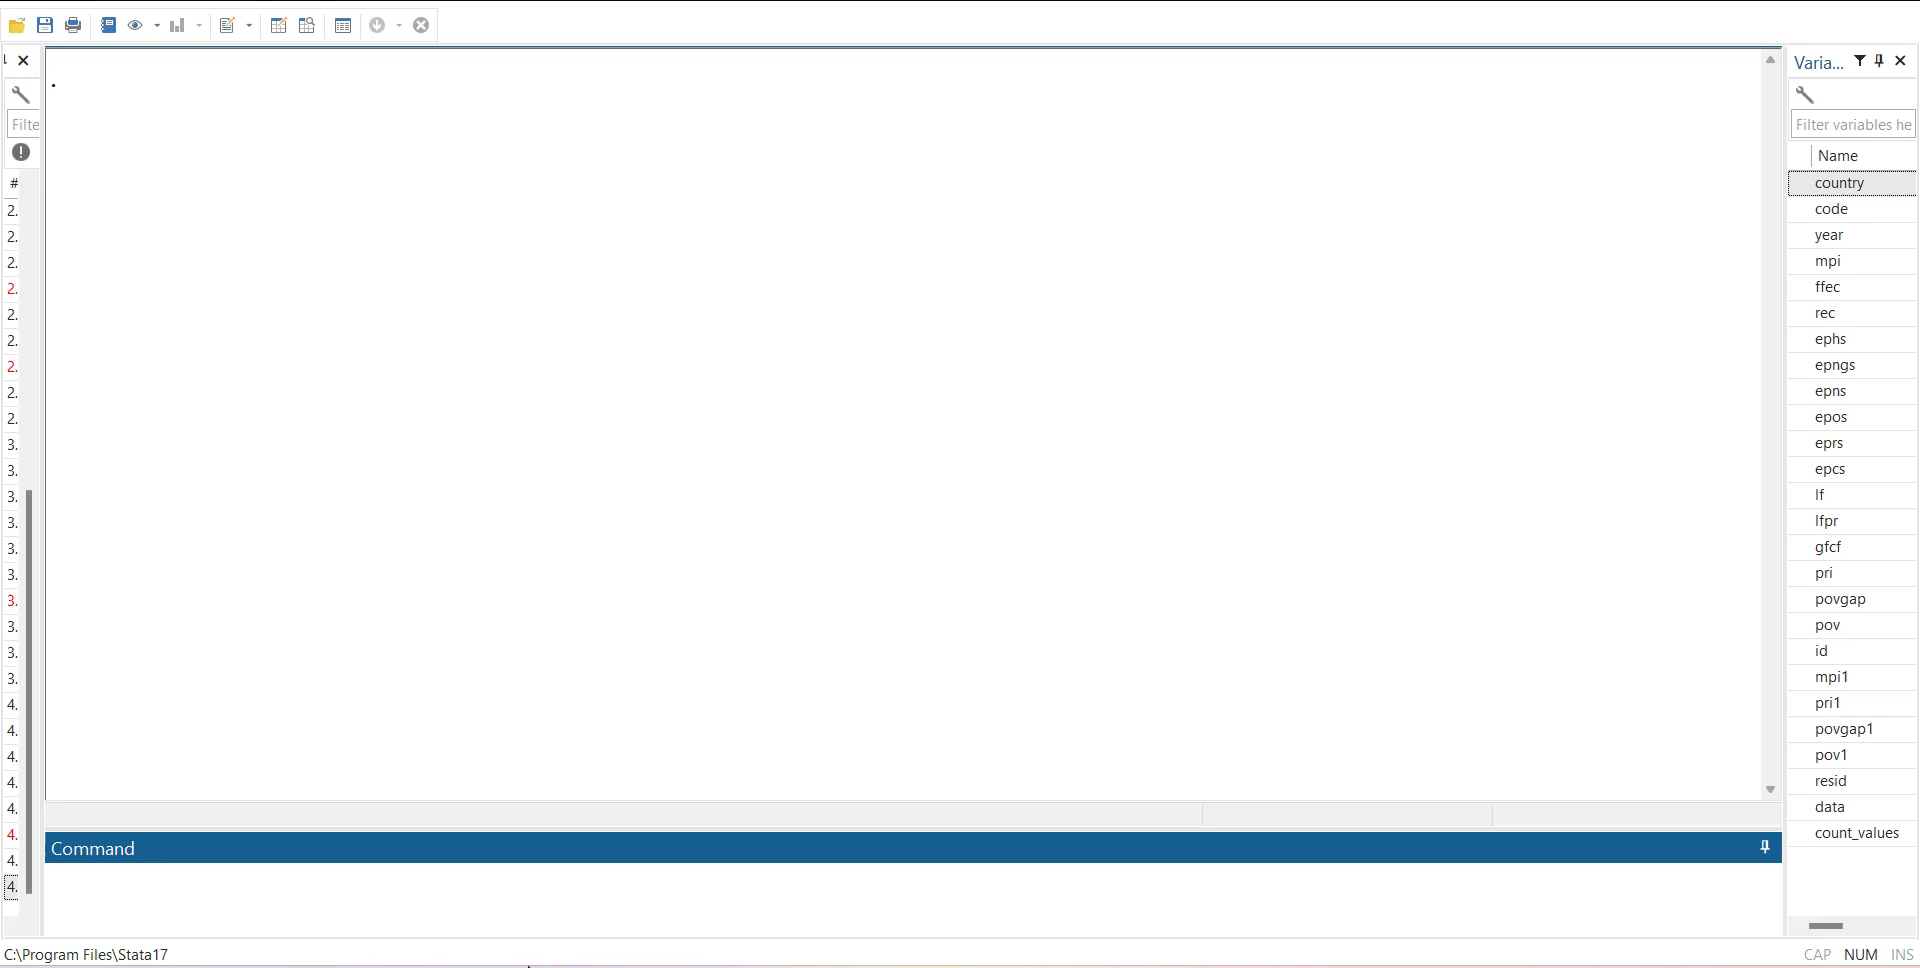 Filte
#
2.
2.
2.
2.
2.
2.
2.
2.
2.
3.
3.
3.
3.
3.
3.
3.
3.
3.
3.
4.
4.
4.
4.
4.
4.
4.
4.
.
Command
Varia...
Filter variables he
Name
country
code
year
mpi
ffec
rec
ephs
epngs
epns
epos
eprs
epcs
lf
lfpr
gfcf
pri
povgap
pov
id
mpi1
pri1
povgap1
pov1
resid
data
count_values
C:\Program Files\Stata17
CAP NUM INS